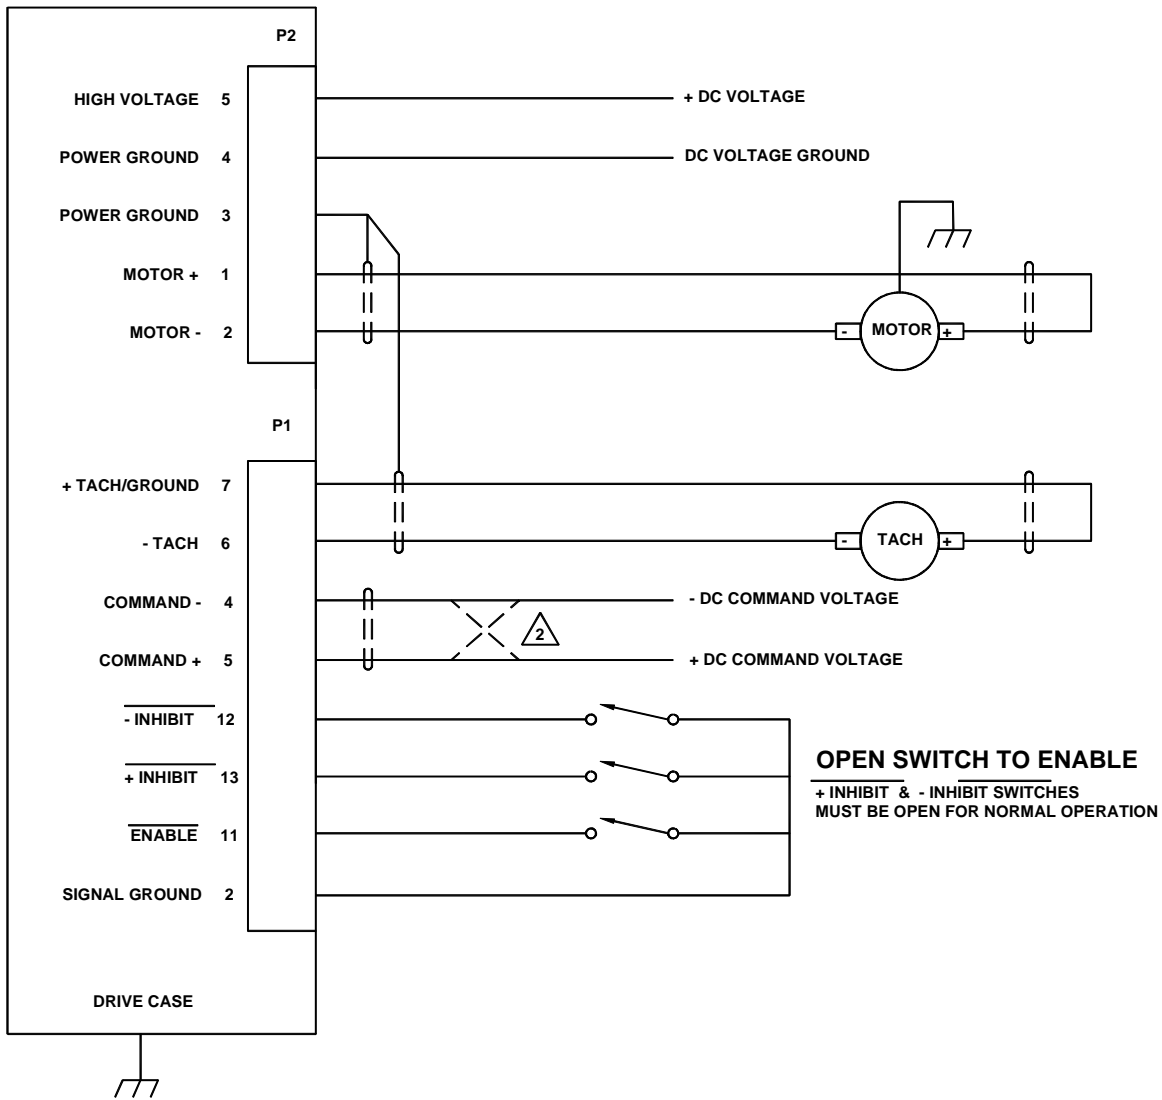 P2
HIGH VOLTAGE 5
+ DC VOLTAGE
POWER GROUND 4
DC VOLTAGE GROUND
POWER GROUND 3
MOTOR + 1
MOTOR - 2
- MOTOR +
P1
+ TACH/GROUND 7
- TACH 6
- TACH +
COMMAND - 4
- DC COMMAND VOLTAGE
2
COMMAND + 5
+ DC COMMAND VOLTAGE
- INHIBIT 12
+ INHIBIT 13
ENABLE 11
SIGNAL GROUND 2
OPEN SWITCH TO ENABLE
+ INHIBIT & - INHIBIT SWITCHES
MUST BE OPEN FOR NORMAL OPERATION
DRIVE CASE